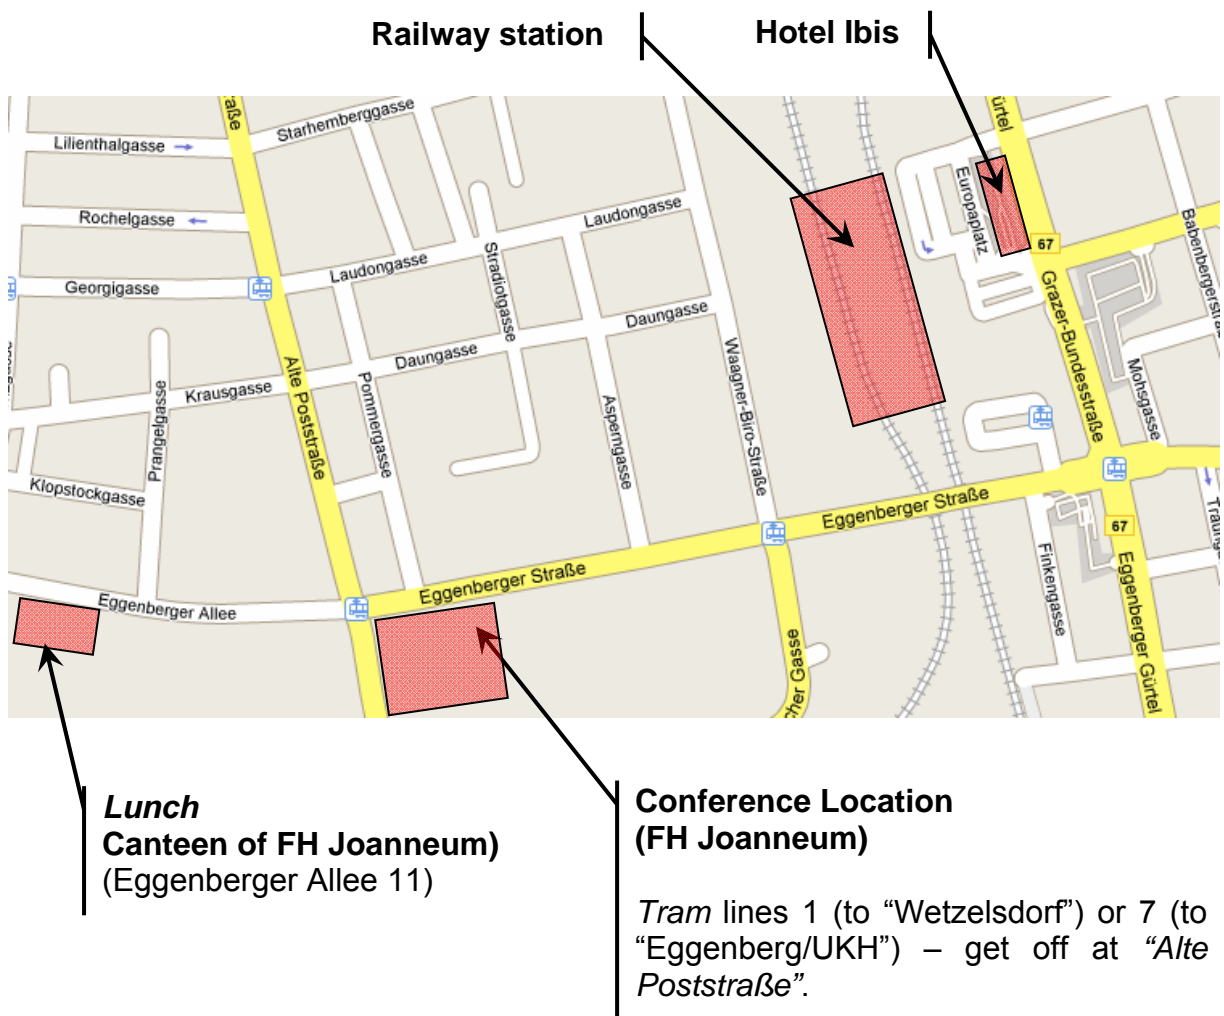 Railway station
Hotel Ibis
Starhemberggasse
Lilienthalgasse
Rochelgasse
Georgigasse
Laudongasse
Laudongasse
Stradiotgasse
Daungasse
Daungasse
Krausgasse
Prangelgasse
Klopstockgasse
Alte Poststraße
Pommergasse
Asperngasse
Waagner-Biro-Straße
Europaplatz
67
Grazer-Bundesstraße
Mohsgasse
Eggenberger Straße
Eggenberger Straße
Eggenberger Allee
67
Finkengasse
Eggenberger Gürtel
Lunch
Canteen of FH Joanneum)
(Eggenberger Allee 11)
Conference Location
(FH Joanneum)
Tram lines 1 (to “Wetzelsdorf”) or 7 (to
“Eggenberg/UKH”) – get off at “Alte
Poststraße”.